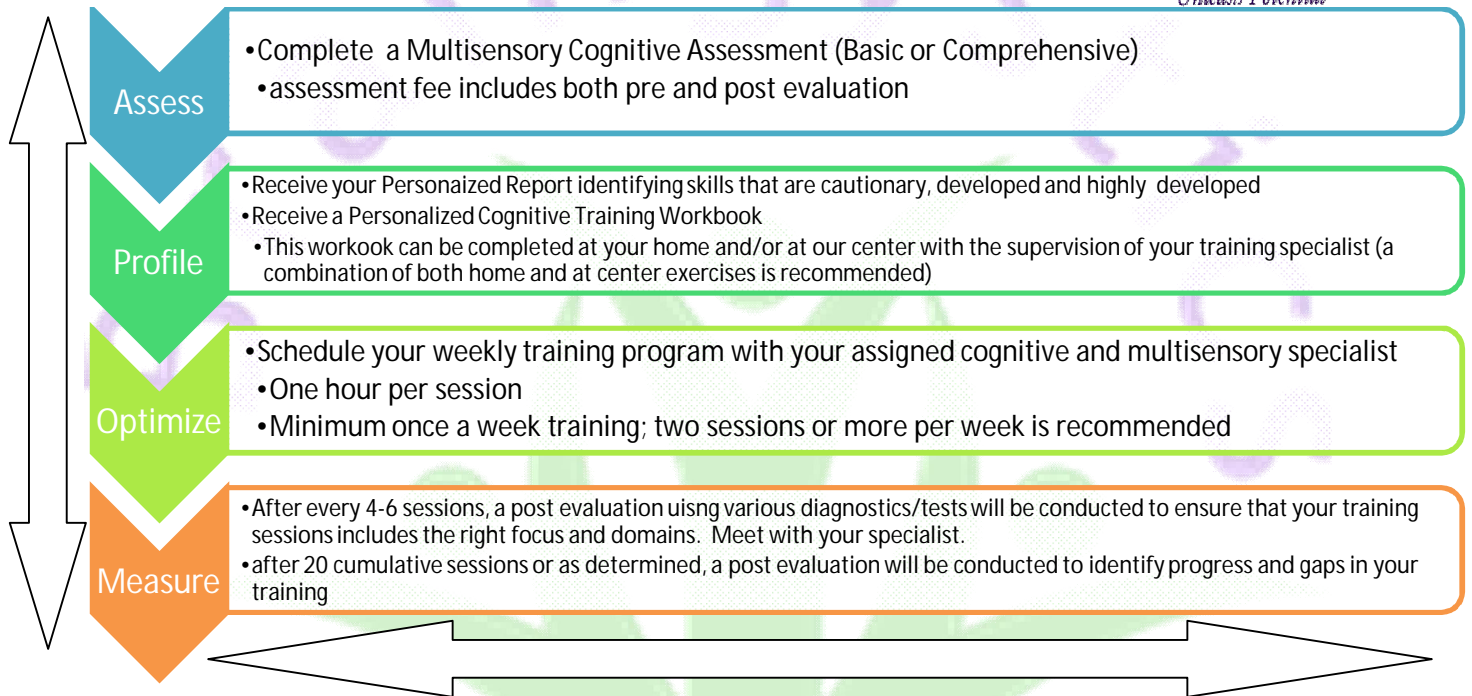 •Complete a Multisensory Cognitive Assessment (Basic or Comprehensive)
•assessment fee includes both pre and post evaluation
Assess
•Receive your Personaized Report identifying skills that are cautionary, developed and highly developed
•Receive a Personalized Cognitive Training Workbook
•This workook can be completed at your home and/or at our center with the supervision of your training specialist (a
combination of both home and at center exercises is recommended)
Profile
•Schedule your weekly training program with your assigned cognitive and multisensory specialist
•One hour per session
•Minimum once a week training; two sessions or more per week is recommended
Optimize
•After every 4-6 sessions, a post evaluation uisng various diagnostics/tests will be conducted to ensure that your training
sessions includes the right focus and domains. Meet with your specialist.
•after 20 cumulative sessions or as determined, a post evaluation will be conducted to identify progress and gaps in your
training
Measure